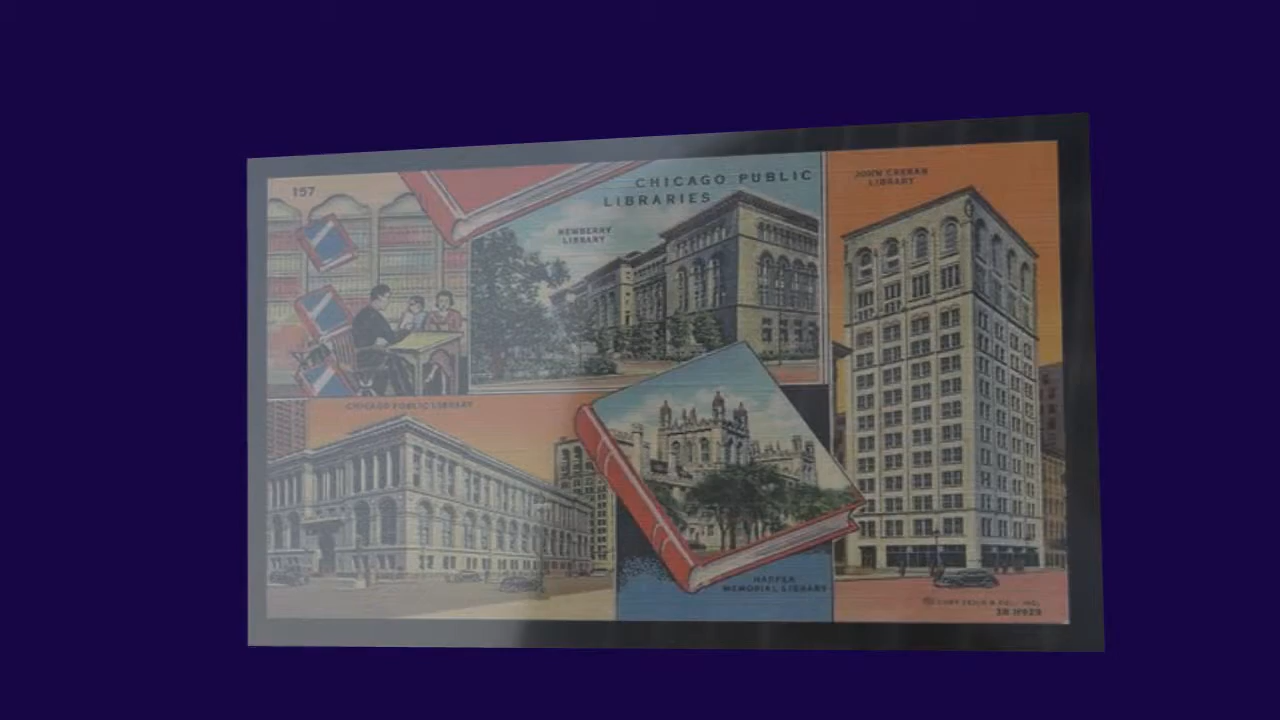 157
CHICAGO PUBLIC
LIBRARIES
NEWBERRY
LIBRARY
JOHN CRERAR
LIBRARY
CHICAGO PUBLIC LIBRARY
HARPER
MEMORIAL LIBRARY